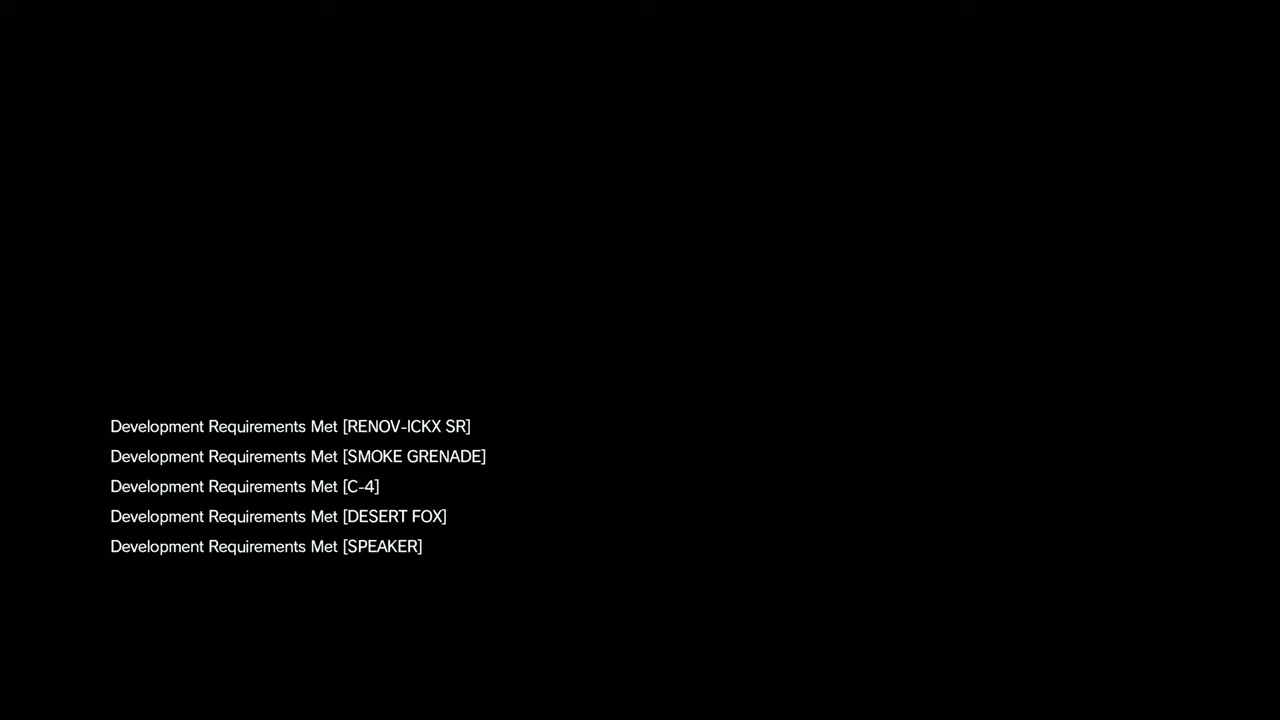 Development Requirements Met [RENOV-ICKX SR]
Development Requirements Met [SMOKE GRENADE]
Development Requirements Met [C-4]
Development Requirements Met [DESERT FOX]
Development Requirements Met [SPEAKER]